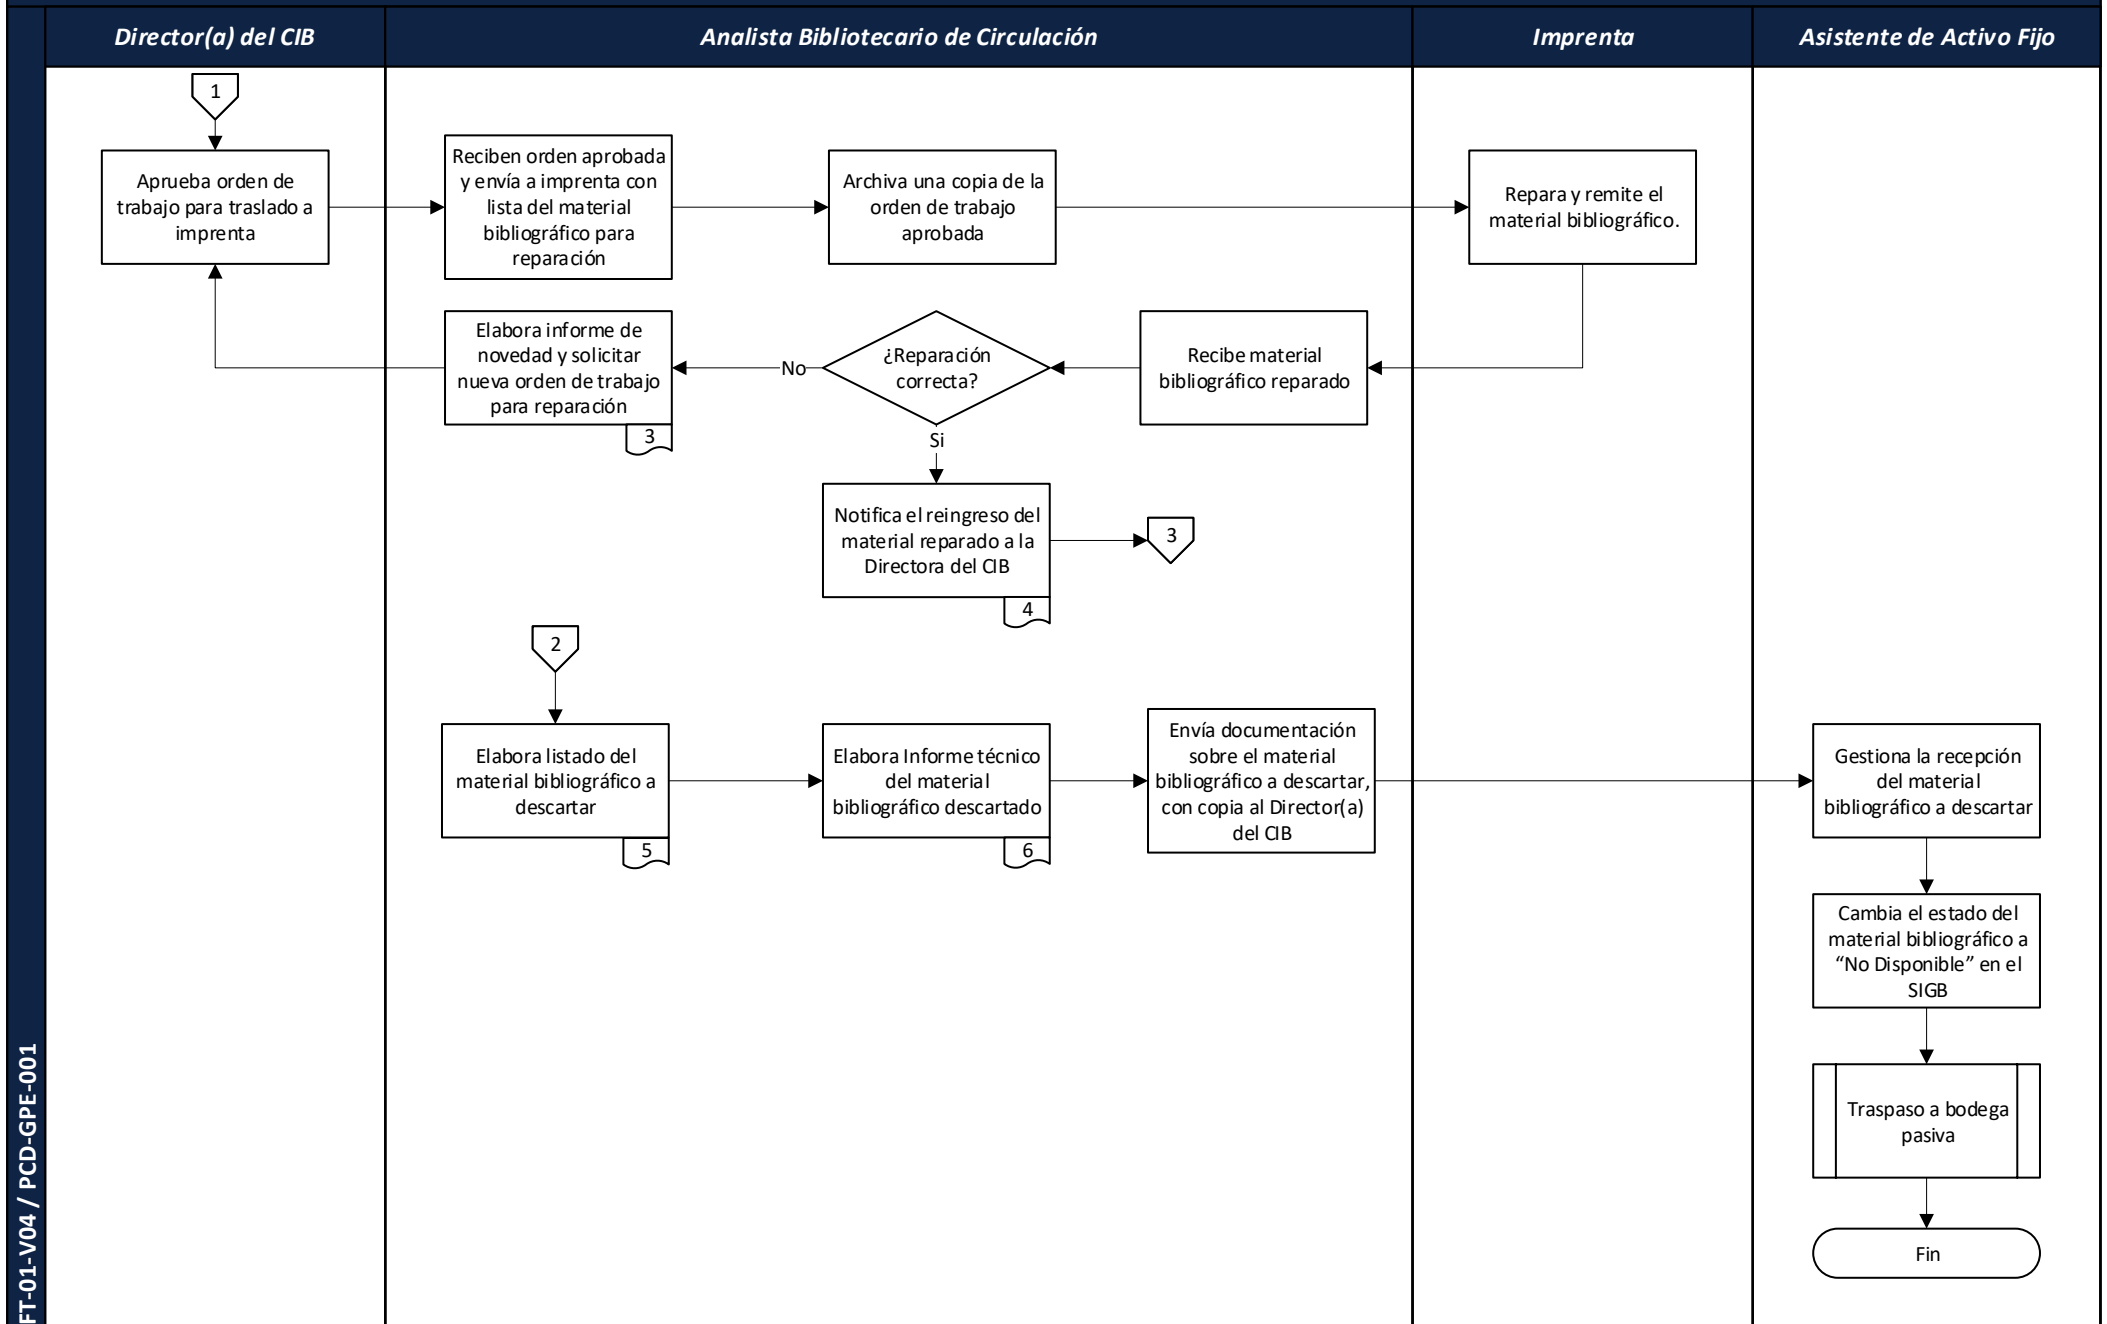 Director(a) del CIB
Analista Bibliotecario de Circulación
Imprenta
Asistente de Activo Fijo
1
Aprueba orden de
trabajo para traslado a
imprenta
Reciben orden aprobada
y envía a imprenta con
lista del material
bibliográfico para
reparación
Archiva una copia de la
orden de trabajo
aprobada
Repara y remite el
material bibliográfico.
Elabora informe de
novedad y solicitar
nueva orden de trabajo
para reparación
3
No
¿Reparación
correcta?
Si
Recibe material
bibliográfico reparado
Notifica el reingreso del
material reparado a la
Directora del CIB
4
3
2
Elabora listado del
material bibliográfico a
descartar
5
Elabora Informe técnico
del material
bibliográfico descartado
6
Envía documentación
sobre el material
bibliográfico a descartar,
con copia al Director(a)
del CIB
Gestiona la recepción
del material
bibliográfico a descartar
Cambia el estado del
material bibliográfico a
“No Disponible” en el
SIGB
Traspaso a bodega
pasiva
Fin
FT-01-V04 / PCD-GPE-001